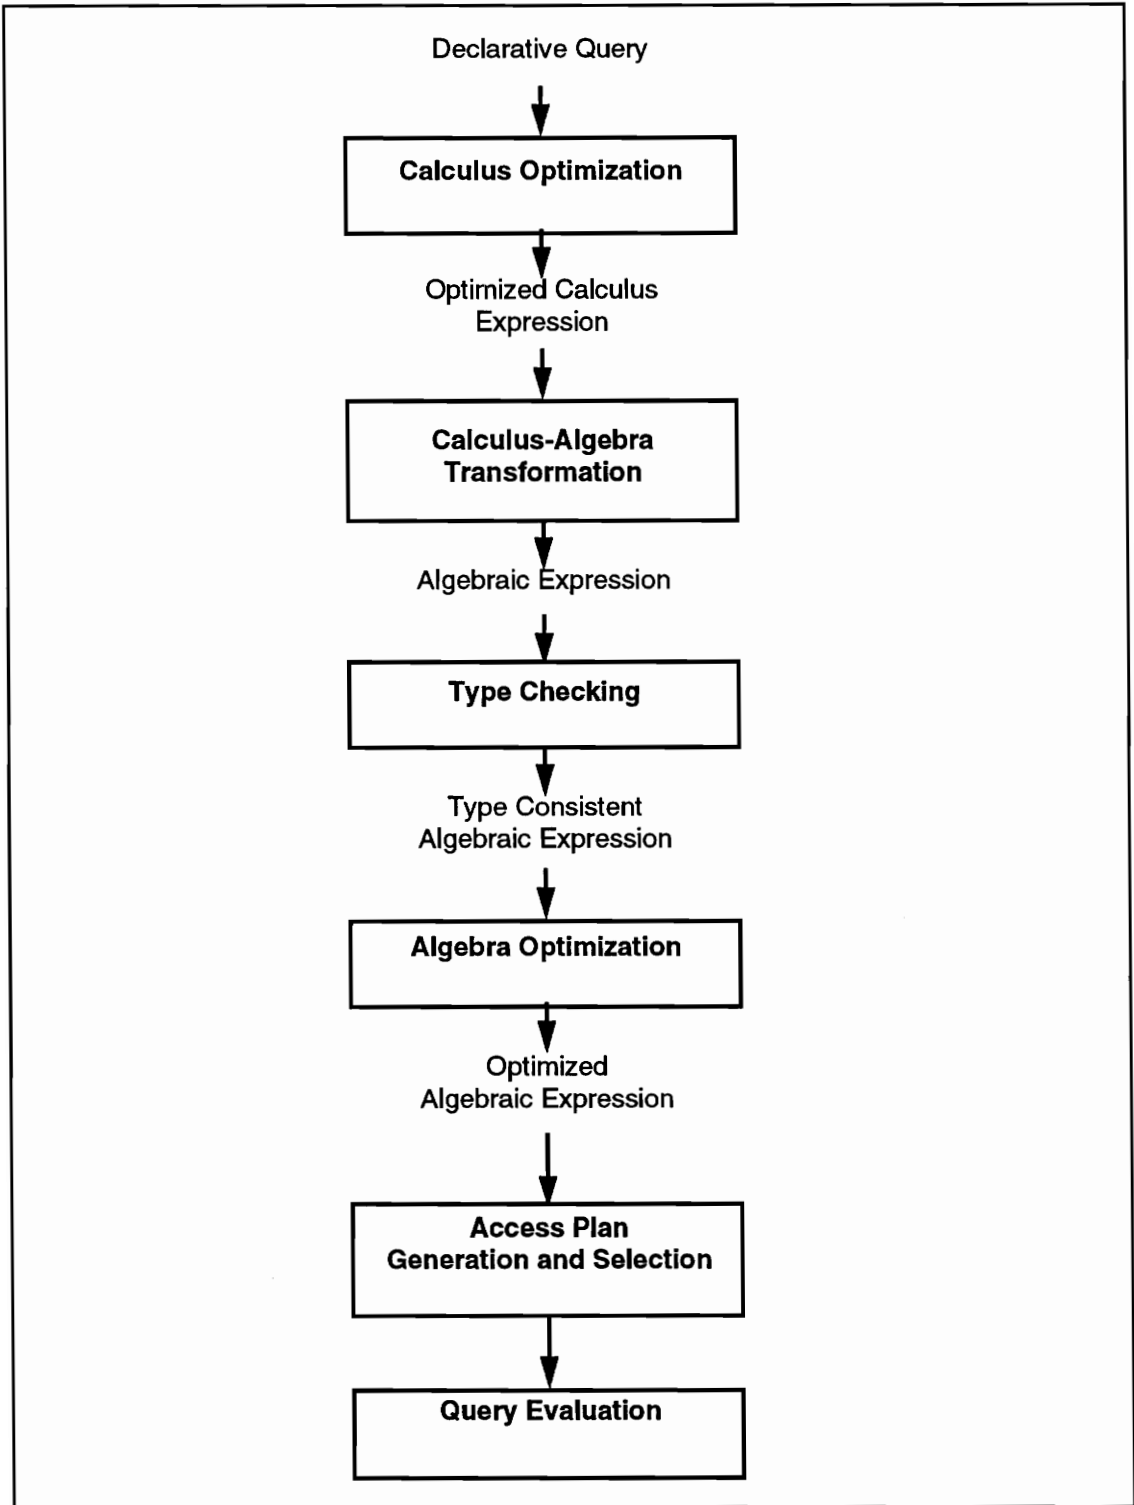 Declarative Query
Calculus Optimization
Optimized Calculus
Expression
Calculus-Algebra
Transformation
Algebraic Expression
Type Checking
Type Consistent
Algebraic Expression
Algebra Optimization
Optimized
Algebraic Expression
Access Plan
Generation and Selection
Query Evaluation